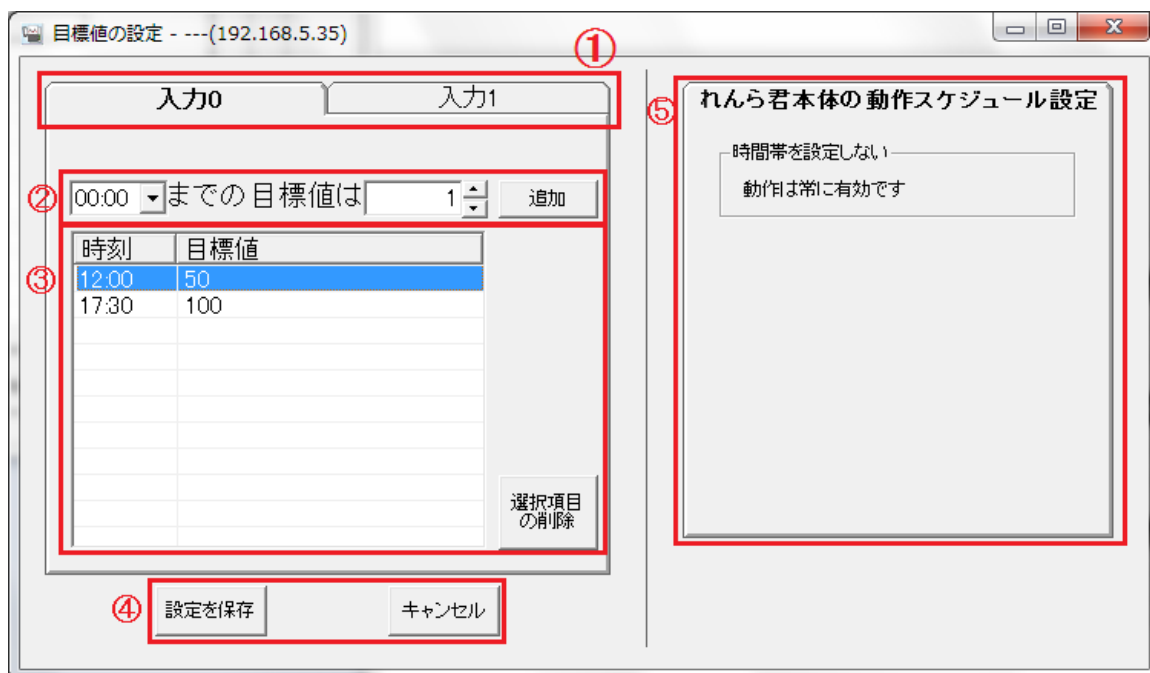 目標値の設定 - ---(192.168.5.35)
①
入力0 入力1
②
00:00 までの目標値は 1 追加
③
時刻 目標値
12:00 50
17:30 100
選択項目
の削除
④
設定を保存 キャンセル
⑤
れんら君本体の動作スケジュール設定
時間帯を設定しない
動作は常に有効です